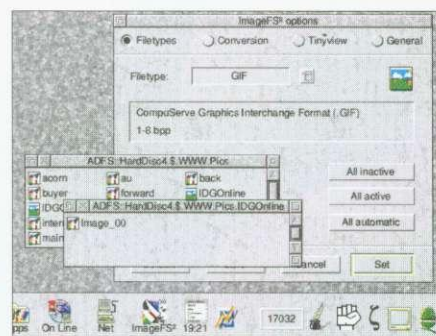 ImageFS² options
Filetypes
Conversion
Tinyview
General
Filetype:
GIF
CompuServe Graphics Interchange Format (.GIF)
1-8 bpp
ADFS::HardDisc4.$.WWW.Pics
acorn
au
back
buyer
forward
IDGOnline
IDGO
inter
main
ADFS::HardDisc4.$.WWW.Pics.IDGOnline
Image_00
All inactive
All active
All automatic
ancel
Set
pps
On Line
Net
ImageFS²
19:21
17032